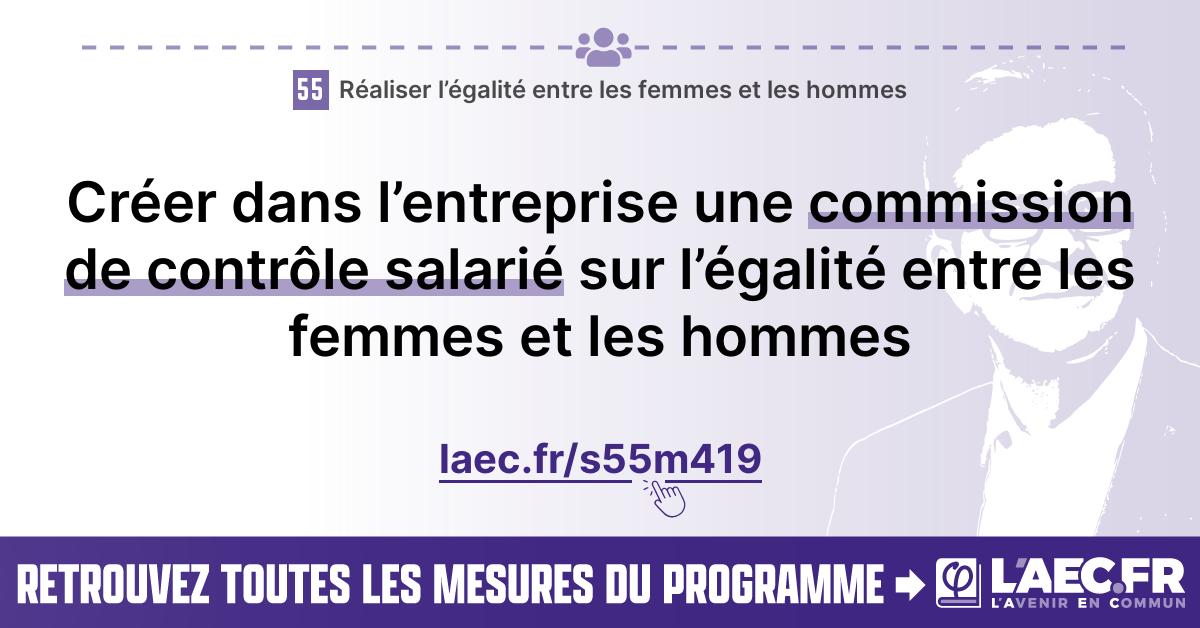 55 Réaliser l’égalité entre les femmes et les hommes
Créer dans l’entreprise une commission
de contrôle salarié sur l’égalité entre les
femmes et les hommes
laec.fr/s55m419
RETROUVEZ TOUTES LES MESURES DU PROGRAMME
φ L'AEC.FR
L'AVENIR EN COMMUN